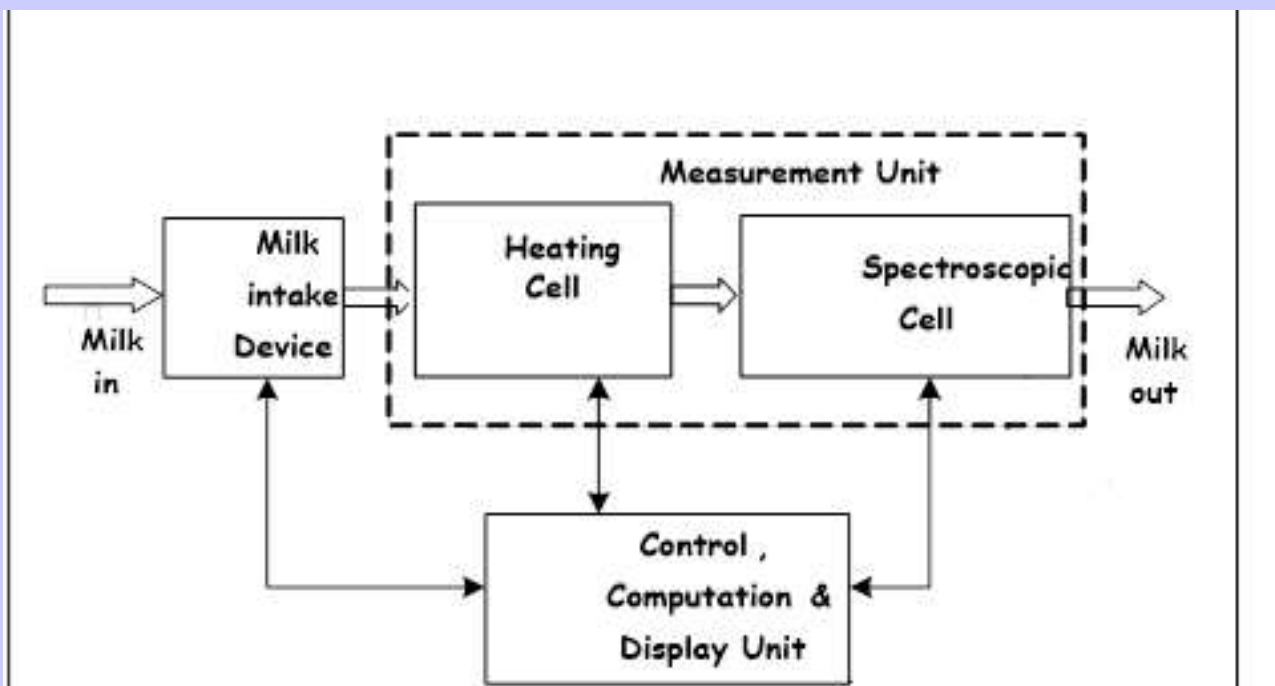 Measurement Unit
Milk
intake
Device
Heating
Cell
Spectroscopic
Cell
Milk
in
Milk
out
Control ,
Computation &
Display Unit